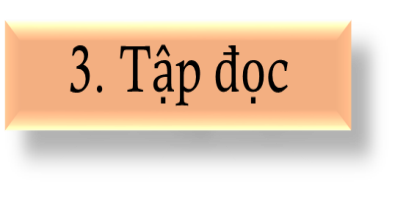 3. Tập đọc